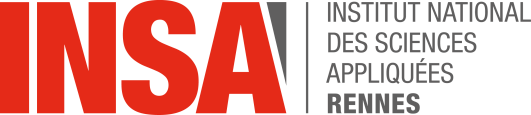 INSA
INSTITUT NATIONAL
DES SCIENCES
APPLIQUÉES
RENNES